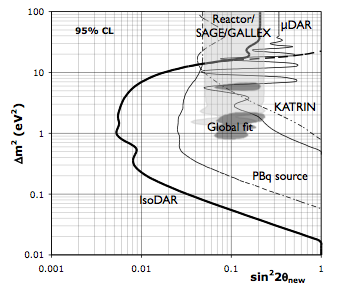 100
10
1
0.1
0.01
Δm² (eV²)
95% CL
Reactor/
SAGE/GALLEX
μDAR
KATRIN
Global fit
PBq source
IsoDAR
0.001
0.01
0.1
1
sin²2θnew